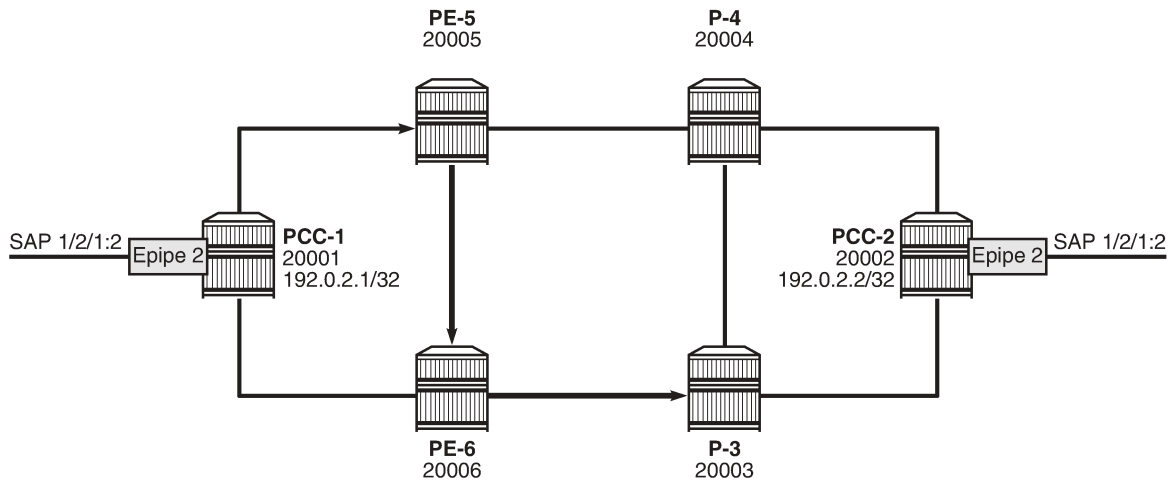 PE-5
20005
P-4
20004
SAP 1/2/1:2
Epipe 2
PCC-1
20001
192.0.2.1/32
PCC-2
20002
192.0.2.2/32
Epipe 2
SAP 1/2/1:2
PE-6
20006
P-3
20003